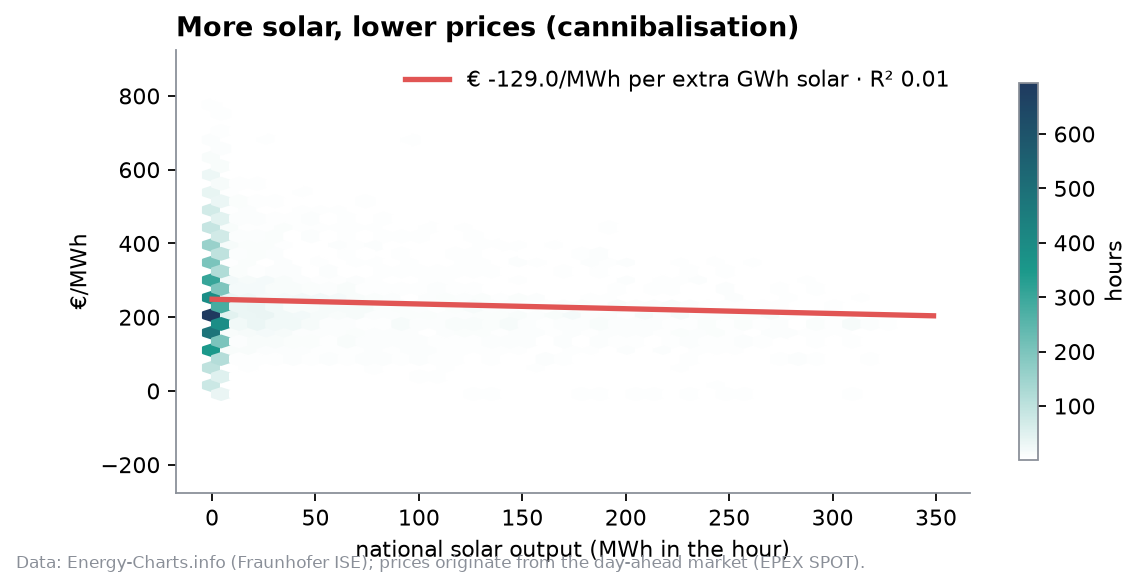 More solar, lower prices (cannibalisation)
€ -129.0/MWh per extra GWh solar · R² 0.01
800
600
400
200
0
−200
€/MWh
0 50 100 150 200 250 300 350
national solar output (MWh in the hour)
600
500
400
300
200
100
hours
Data: Energy-Charts.info (Fraunhofer ISE); prices originate from the day-ahead market (EPEX SPOT).